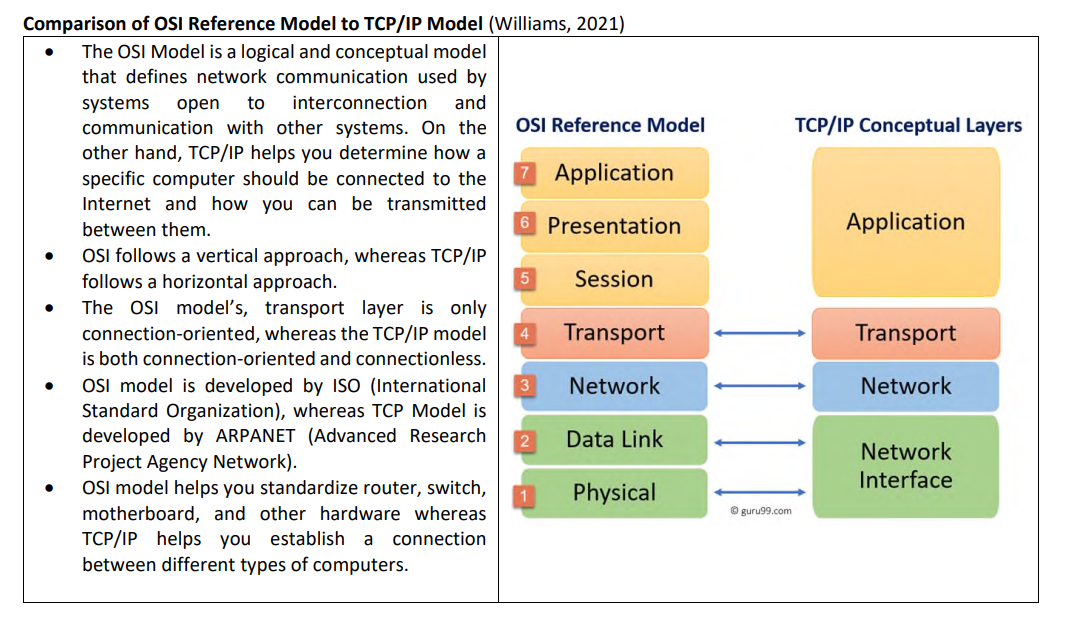 Comparison of OSI Reference Model to TCP/IP Model (Williams, 2021)
• The OSI Model is a logical and conceptual model
that defines network communication used by
systems open to interconnection and
communication with other systems. On the
other hand, TCP/IP helps you determine how a
specific computer should be connected to the
Internet and how you can be transmitted
between them.
• OSI follows a vertical approach, whereas TCP/IP
follows a horizontal approach.
• The OSI model’s, transport layer is only
connection-oriented, whereas the TCP/IP model
is both connection-oriented and connectionless.
• OSI model is developed by ISO (International
Standard Organization), whereas TCP Model is
developed by ARPANET (Advanced Research
Project Agency Network).
• OSI model helps you standardize router, switch,
motherboard, and other hardware whereas
TCP/IP helps you establish a connection
between different types of computers.
OSI Reference Model
7 Application
6 Presentation
5 Session
4 Transport
3 Network
2 Data Link
1 Physical
TCP/IP Conceptual Layers
Application
Transport
Network
Network
Interface
© guru99.com